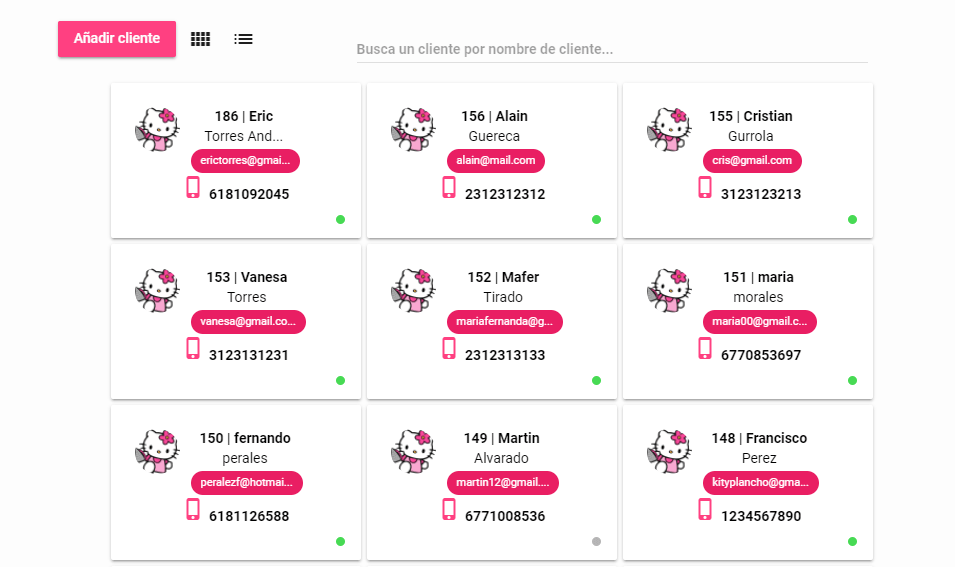 Añadir cliente
Busca un cliente por nombre de cliente...
186 | Eric
Torres And...
erictorres@gmai...
6181092045
156 | Alain
Guereca
alain@mail.com
2312312312
155 | Cristian
Gurrola
cris@gmail.com
3123123213
153 | Vanesa
Torres
vanesa@gmail.co...
3123131231
152 | Mafer
Tirado
mariafernanda@g...
2312313133
151 | maria
morales
maria00@gmail.c...
6770853697
150 | fernando
perales
peralezf@hotmai...
6181126588
149 | Martin
Alvarado
martin12@gmail....
6771008536
148 | Francisco
Perez
kityplancho@gma...
1234567890